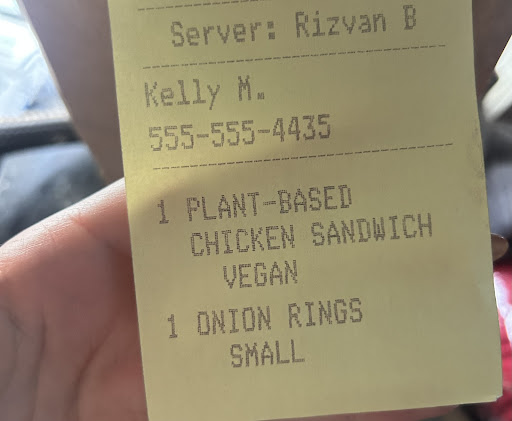 Server: Rizvan B
Kelly M.
555-555-4435
1 PLANT-BASED
CHICKEN SANDWICH
VEGAN
1 ONION RINGS
SMALL